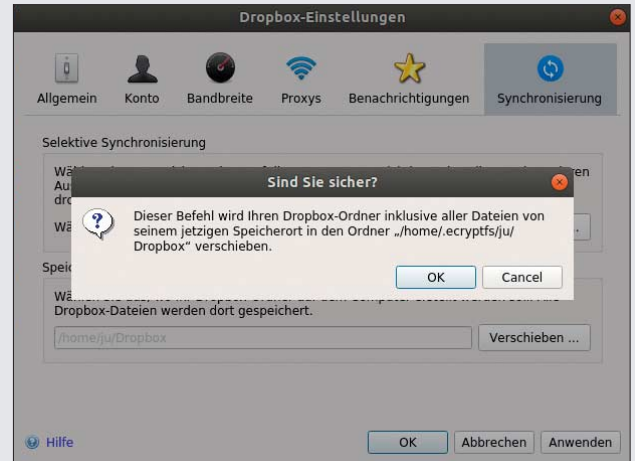 Dropbox-Einstellungen
Allgemein Konto Bandbreite Proxys Benachrichtigungen Synchronisierung
Selektive Synchronisierung
Sind Sie sicher?
Dieser Befehl wird Ihren Dropbox-Ordner inklusive aller Dateien von
seinem jetzigen Speicherort in den Ordner „/home/.ecryptfs/ju/
Dropbox“ verschieben.
OK Cancel
Dropbox-Dateien werden dort gespeichert.
/home/ju/Dropbox Verschieben ...
Hilfe OK Abbrechen Anwenden